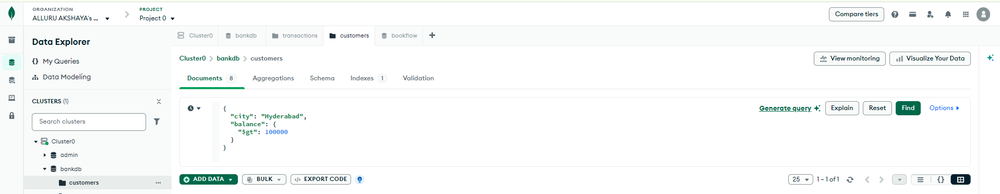 ORGANIZATION
ALLURU AKSHAYA's ...
PROJECT
Project 0
Compare tiers
Data Explorer
My Queries
Data Modeling
CLUSTERS (1)
Search clusters
Cluster0
admin
bankdb
customers
Cluster0 bankdb transactions customers bookflow
Cluster0 > bankdb > customers
View monitoring
Visualize Your Data
Documents 8 Aggregations Schema Indexes 1 Validation
{
"city": "Hyderabad",
"balance": {
"$gt": 100000
}
}
Generate query Explain Reset Find Options
ADD DATA BULK EXPORT CODE
25 1 – 1 of 1 {}